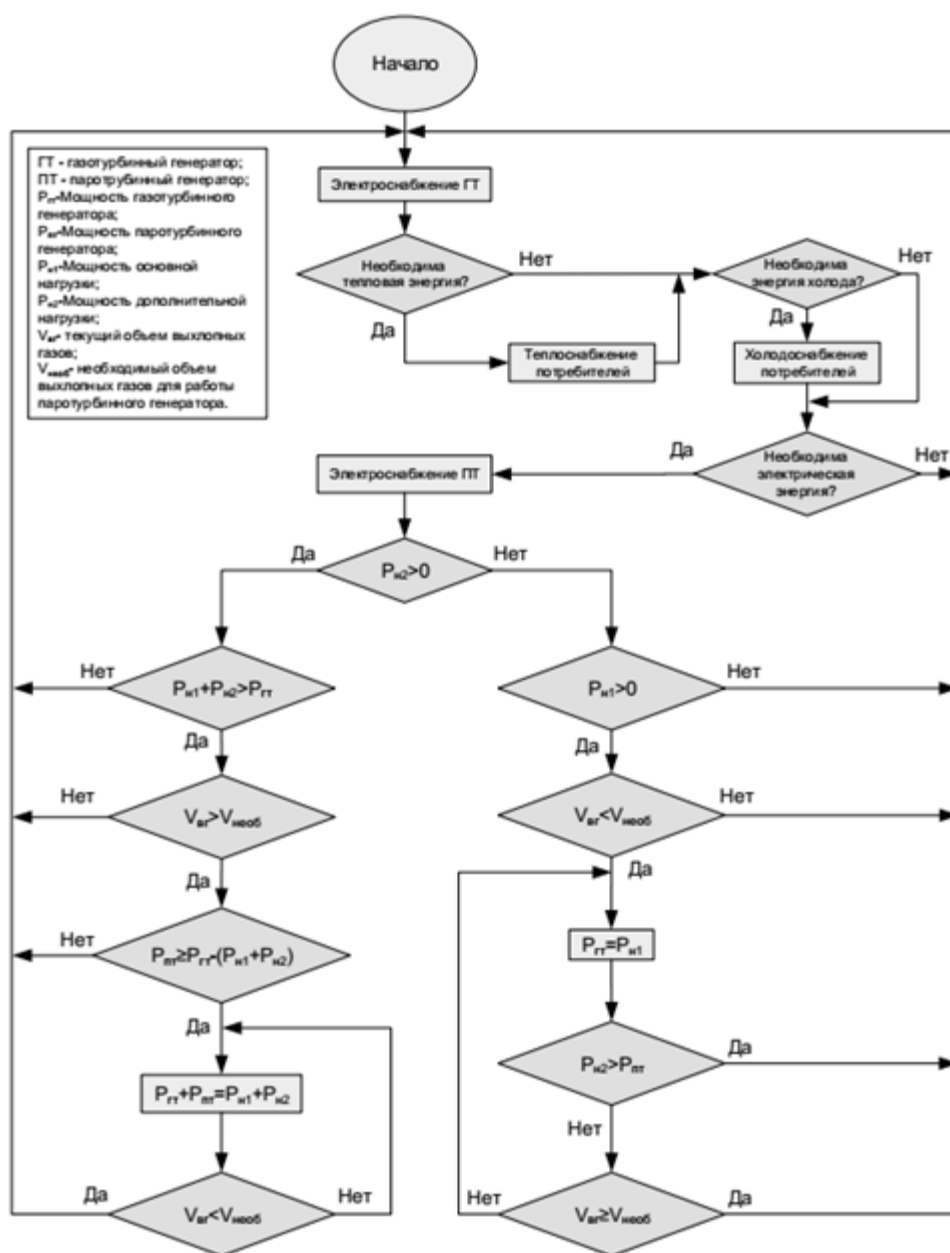 Начало
ГТ - газотурбинный генератор;
ПТ - паротрубинный генератор;
Pгт-Мощность газотурбинного
генератора;
Pвг-Мощность паротурбинного
генератора;
Pн1-Мощность основной
нагрузки;
Pн2-Мощность дополнительной
нагрузки;
Vвг- текущий объем выхлопных
газов;
Vнеоб- необходимый объем
выхлопных газов для работы
паротурбинного генератора.
Электроснабжение ГТ
Необходима
тепловая энергия?
Нет
Да
Теплоснабжение
потребителей
Необходима
энергия холода?
Нет
Да
Холодоснабжение
потребителей
Необходима
электрическая
энергия?
Нет
Да
Электроснабжение ПТ
Pн2>0
Да
Нет
Pн1+Pн2>Pгт
Нет
Да
Vвг>Vнеоб
Нет
Да
Pпт≥Pгт-(Pн1+Pн2)
Нет
Да
Pгт+Pпт=Pн1+Pн2
Vвг<Vнеоб
Да
Нет
Pн1>0
Нет
Да
Vвг<Vнеоб
Нет
Да
Pгт=Pн1
Pн2>Pпт
Да
Нет
Vвг≥Vнеоб
Нет
Да